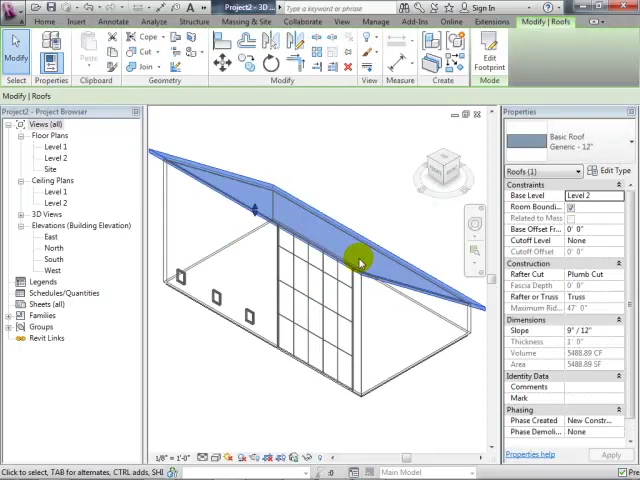 Project2 - 3D ...
Sign In
Home
Insert
Annotate
Analyze
Massing & Site
Collaborate
View
Manage
Add-Ins
Online
Extensions
Modify | Roofs
Modify
Cope
Cut
Join
Edit
Footprint
Select
Properties
Clipboard
Geometry
Modify
View
Measure
Create
Mode
Modify | Roofs
Project2 - Project Browser
Views (all)
Floor Plans
Level 1
Level 2
Site
Ceiling Plans
Level 1
Level 2
3D Views
Elevations (Building Elevation)
East
North
South
West
Legends
Schedules/Quantities
Sheets (all)
Families
Groups
Revit Links
Properties
Basic Roof
Generic - 12"
Roofs (1)
Edit Type
Constraints
Base Level Level 2
Room Boundi...
Related to Mass
Base Offset Fr... 0' 0"
Cutoff Level None
Cutoff Offset 0' 0"
Construction
Rafter Cut Plumb Cut
Fascia Depth 0' 0"
Rafter or Truss Truss
Maximum Rid... 47' 0"
Dimensions
Slope 9" / 12"
Thickness 1' 0"
Volume 5488.89 CF
Area 5488.89 SF
Identity Data
Comments
Mark
Phasing
Phase Created New Constr...
Phase Demoli... None
Properties help
Apply
1/8" = 1'-0"
Click to select, TAB for alternates, CTRL adds, SHI
:0
Main Model
Pre